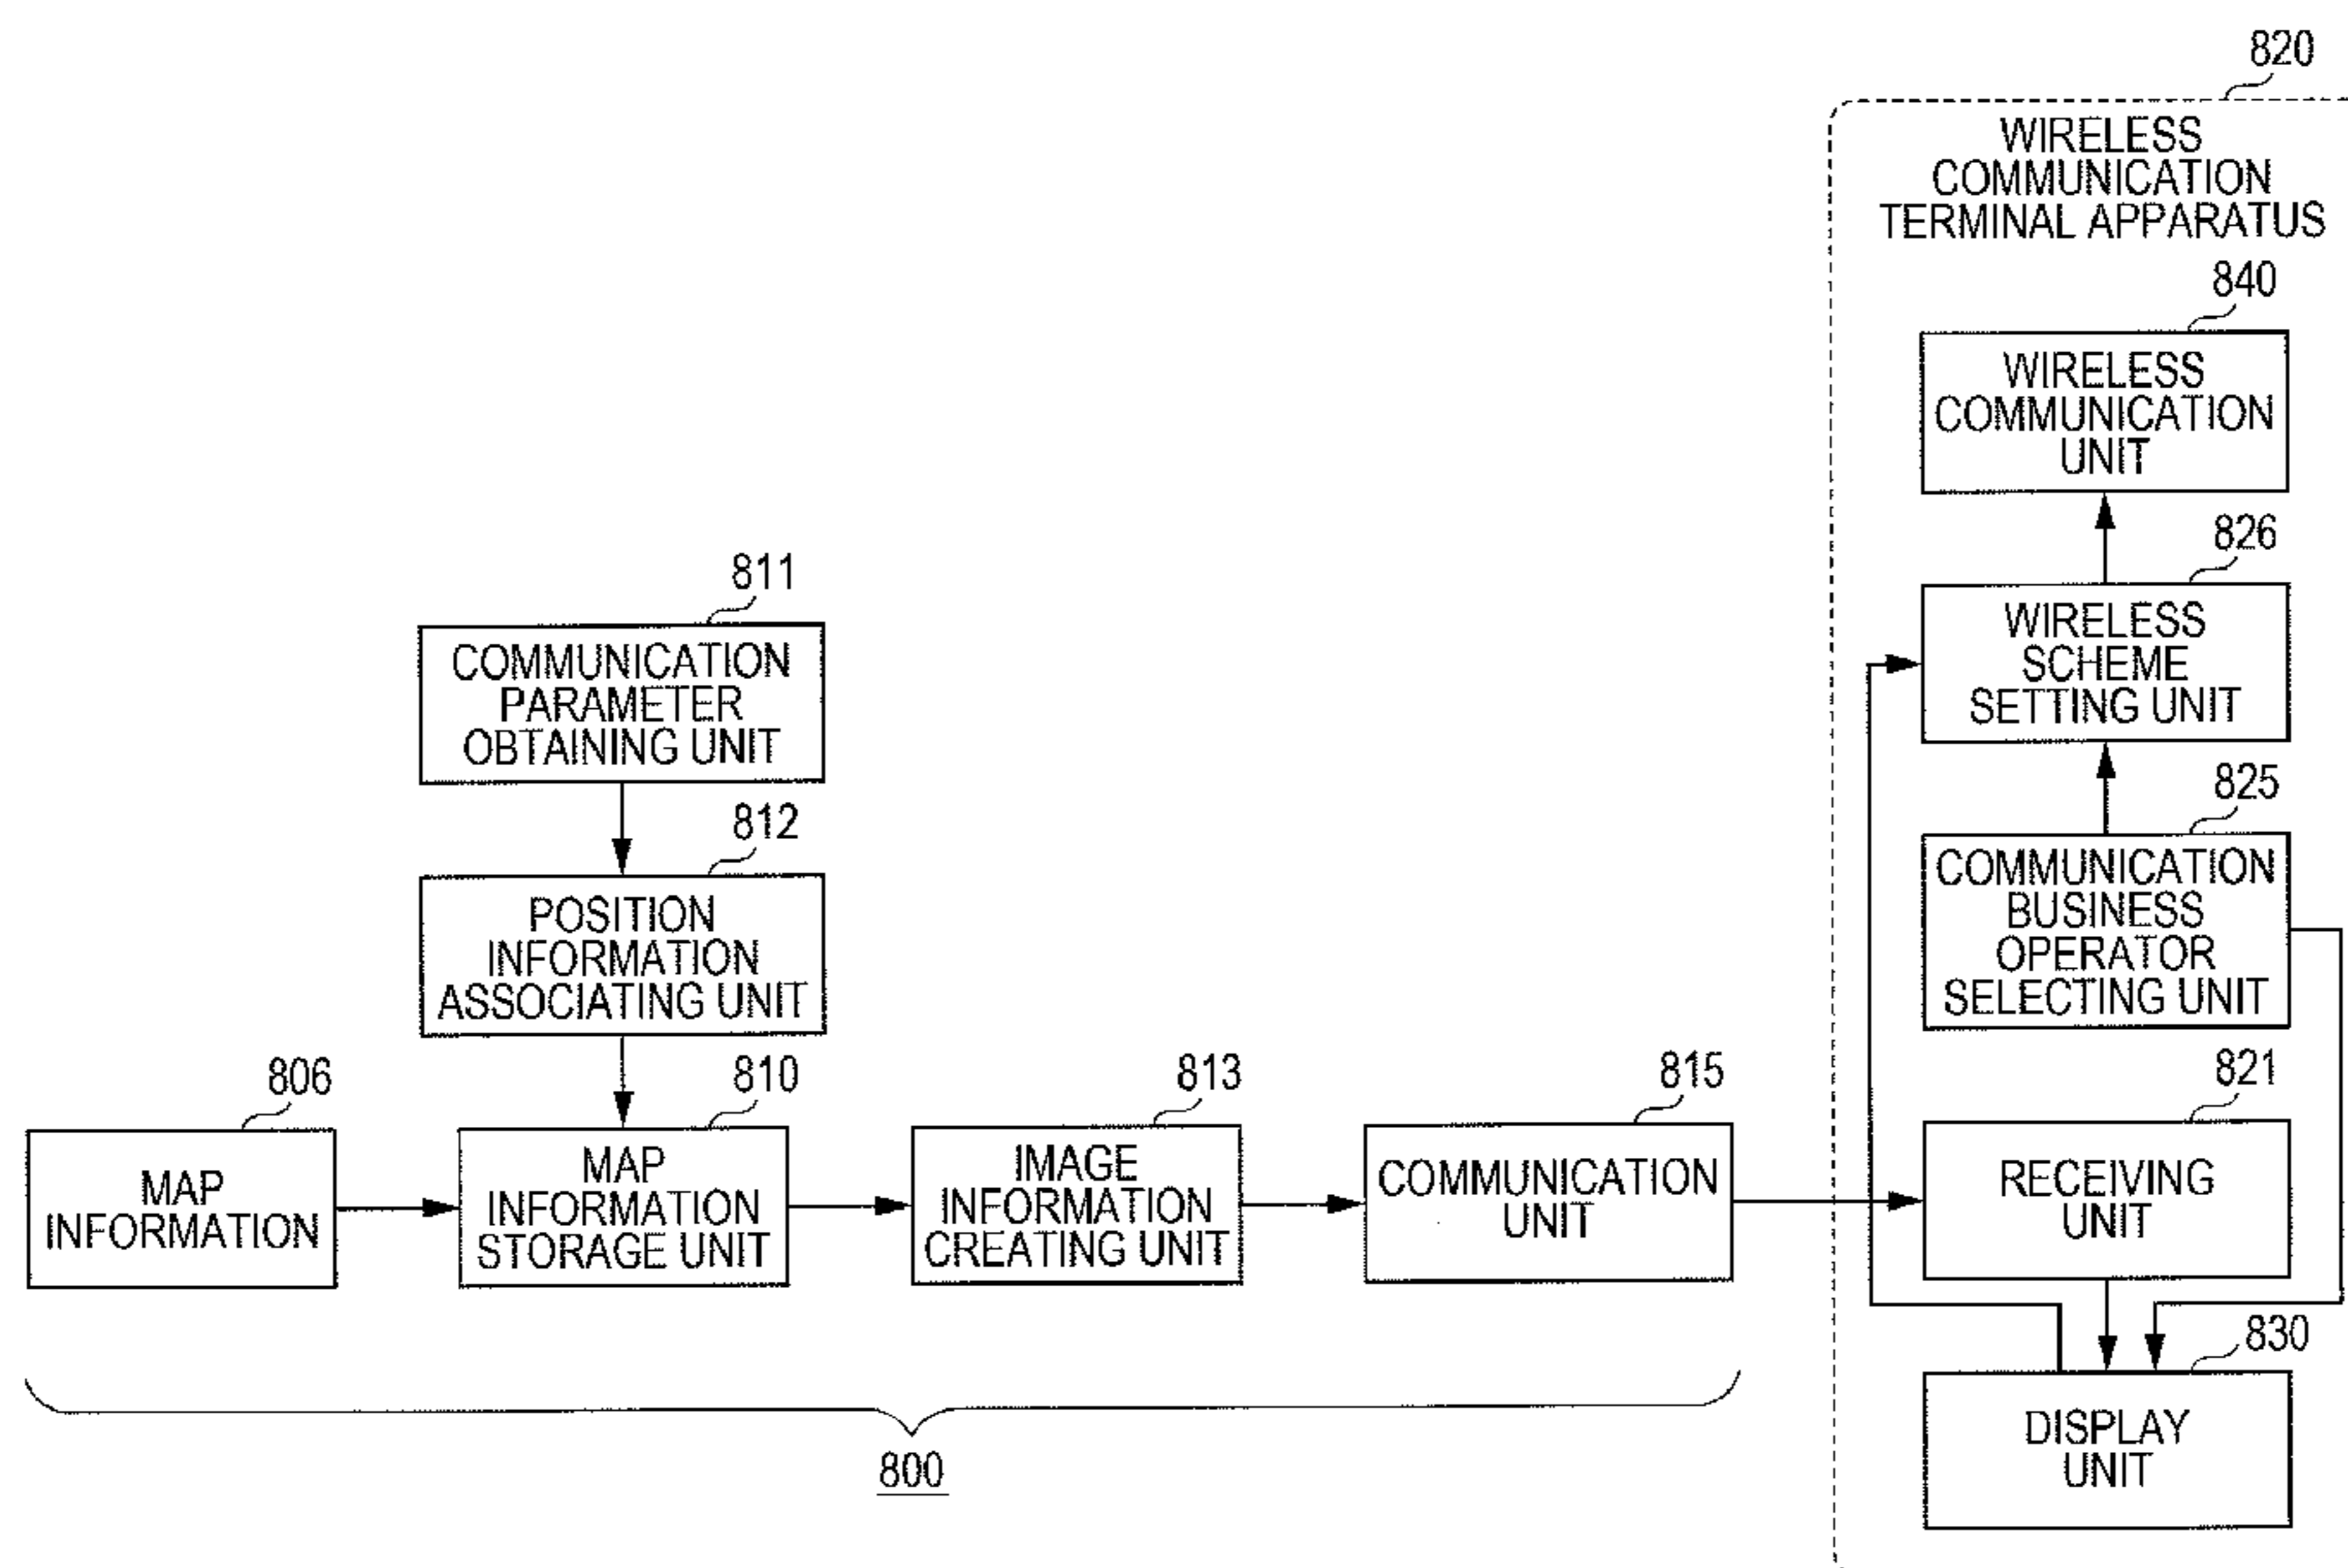 820
WIRELESS
COMMUNICATION
TERMINAL APPARATUS
840
WIRELESS
COMMUNICATION
UNIT
826
WIRELESS
SCHEME
SETTING UNIT
825
COMMUNICATION
BUSINESS
OPERATOR
SELECTING UNIT
811
COMMUNICATION
PARAMETER
OBTAINING UNIT
812
POSITION
INFORMATION
ASSOCIATING UNIT
806
MAP
INFORMATION
810
MAP
INFORMATION
STORAGE UNIT
813
IMAGE
INFORMATION
CREATING UNIT
815
COMMUNICATION
UNIT
821
RECEIVING
UNIT
830
DISPLAY
UNIT
800